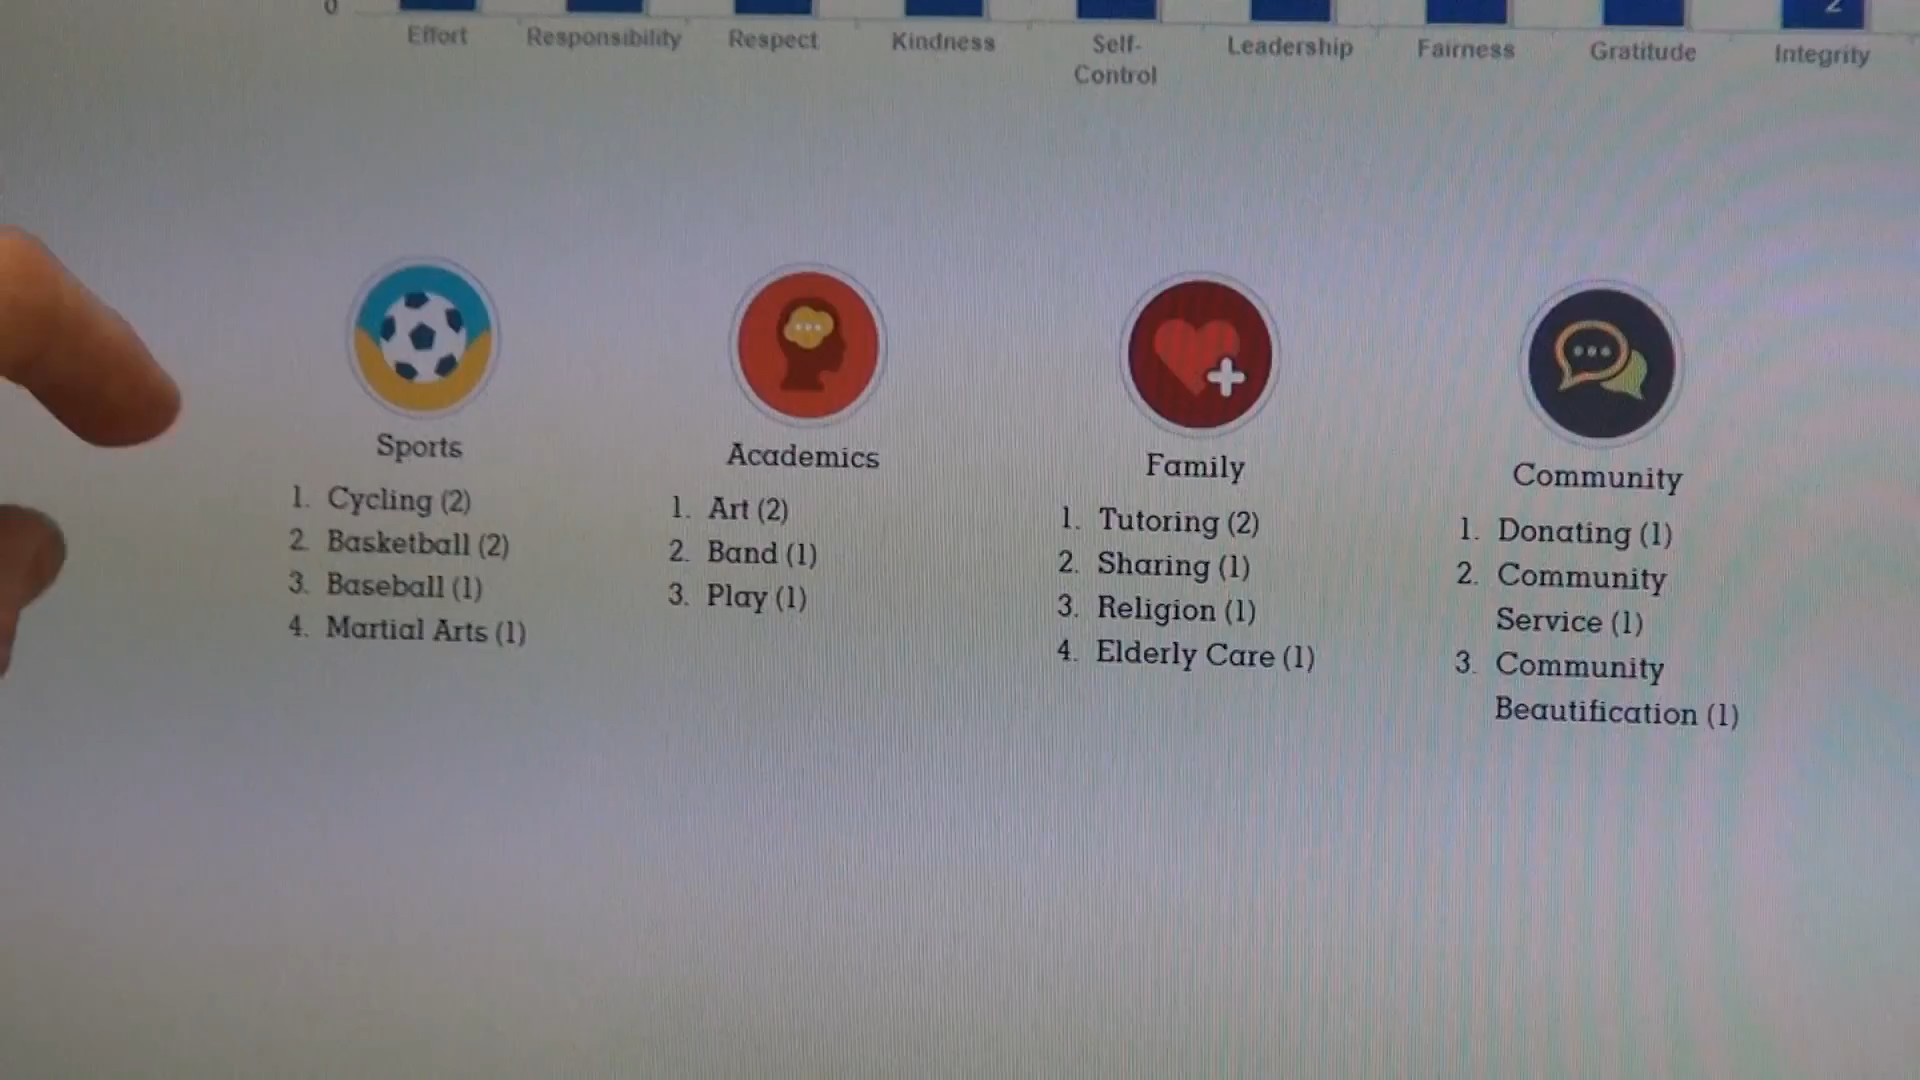 0
2
Effort
Responsibility
Respect
Kindness
Self-
Control
Leadership
Fairness
Gratitude
Integrity
Sports
1. Cycling (2)
2. Basketball (2)
3. Baseball (1)
4. Martial Arts (1)
Academics
1. Art (2)
2. Band (1)
3. Play (1)
Family
1. Tutoring (2)
2. Sharing (1)
3. Religion (1)
4. Elderly Care (1)
Community
1. Donating (1)
2. Community
Service (1)
3. Community
Beautification (1)